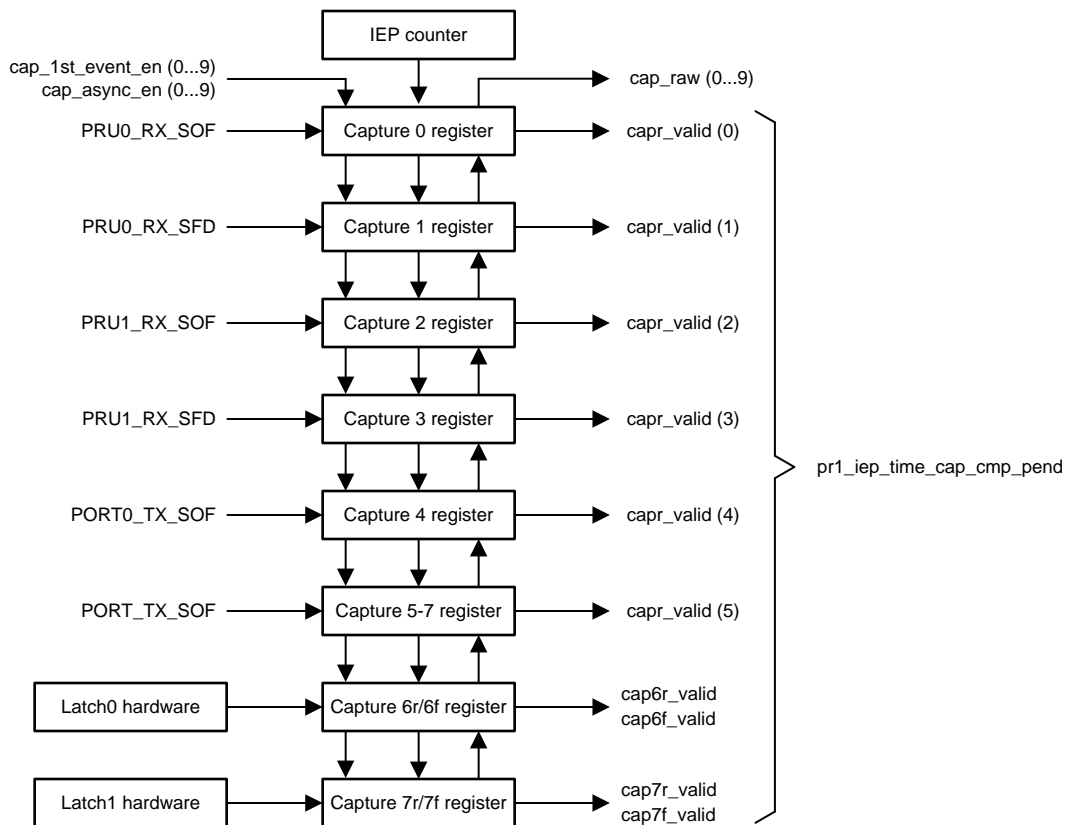 IEP counter
cap_1st_event_en (0...9)
cap_async_en (0...9)
cap_raw (0...9)
PRU0_RX_SOF
Capture 0 register
capr_valid (0)
PRU0_RX_SFD
Capture 1 register
capr_valid (1)
PRU1_RX_SOF
Capture 2 register
capr_valid (2)
PRU1_RX_SFD
Capture 3 register
capr_valid (3)
pr1_iep_time_cap_cmp_pend
PORT0_TX_SOF
Capture 4 register
capr_valid (4)
PORT_TX_SOF
Capture 5-7 register
capr_valid (5)
Latch0 hardware
Capture 6r/6f register
cap6r_valid
cap6f_valid
Latch1 hardware
Capture 7r/7f register
cap7r_valid
cap7f_valid